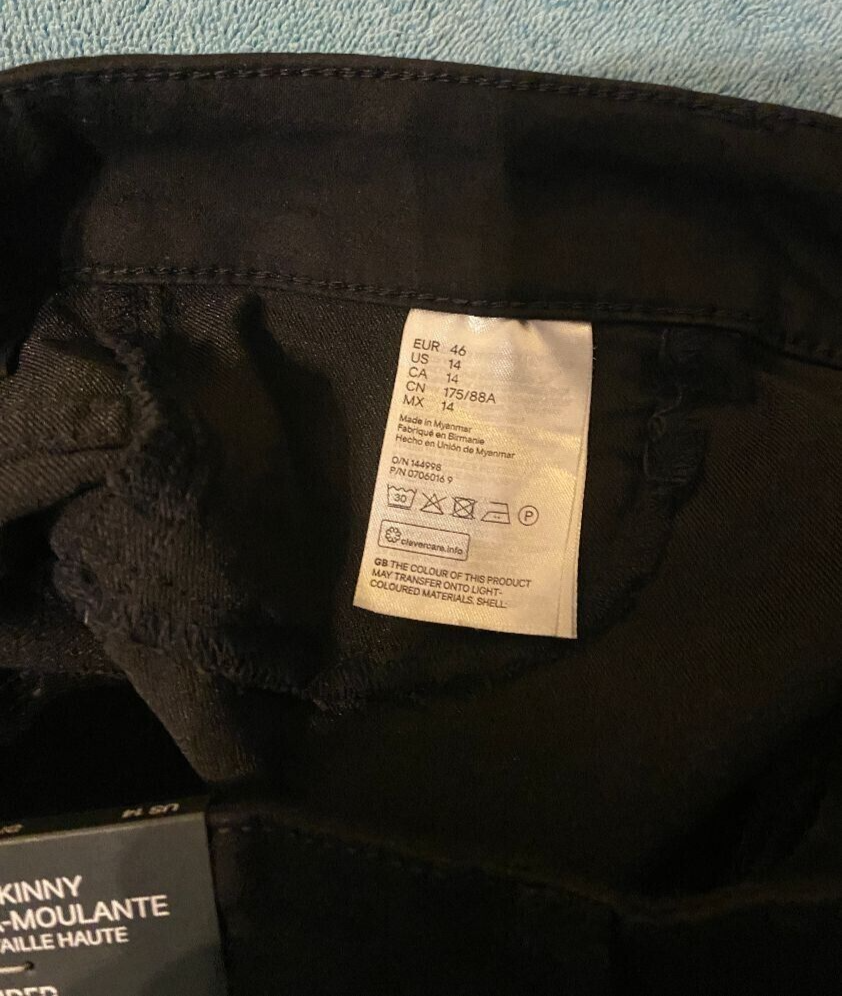 EUR 46
US 14
CA 14
CN 175/88A
MX 14
Made in Myanmar
Fabriqué en Birmanie
Hecho en Unión de Myanmar
O/N 144998
P/N 0706016 9
30 P
clevercare.info
GB THE COLOUR OF THIS PRODUCT
MAY TRANSFER ONTO LIGHT-
COLOURED MATERIALS. SHELL:
US 14
KINNY
-MOULANTE
AILLE HAUTE